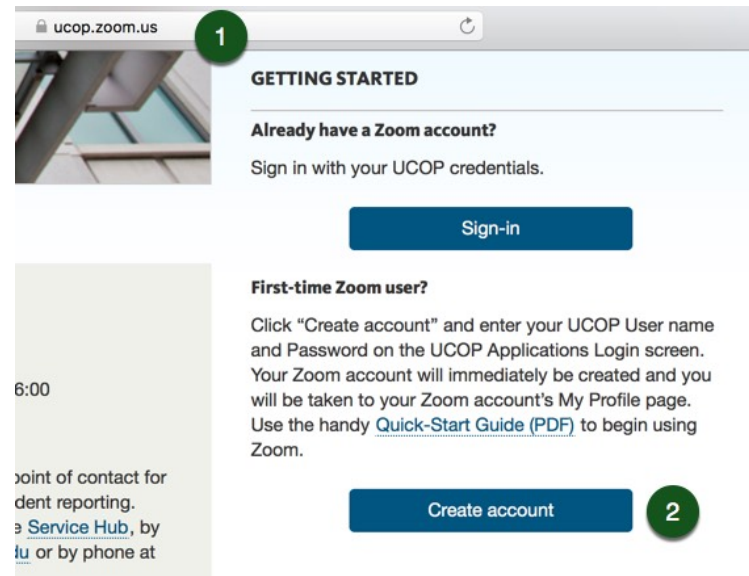 ucop.zoom.us
1
GETTING STARTED
Already have a Zoom account?
Sign in with your UCOP credentials.
Sign-in
First-time Zoom user?
Click “Create account” and enter your UCOP User name
and Password on the UCOP Applications Login screen.
Your Zoom account will immediately be created and you
will be taken to your Zoom account’s My Profile page.
Use the handy Quick-Start Guide (PDF) to begin using
Zoom.
Create account
2
6:00
point of contact for
dent reporting.
e Service Hub, by
du or by phone at